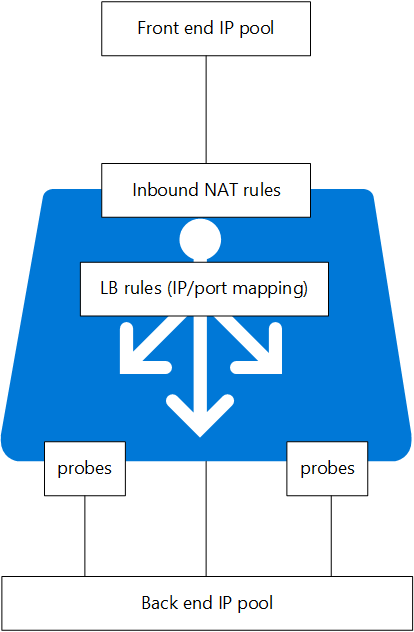 Front end IP pool
Inbound NAT rules
LB rules (IP/port mapping)
probes
probes
Back end IP pool